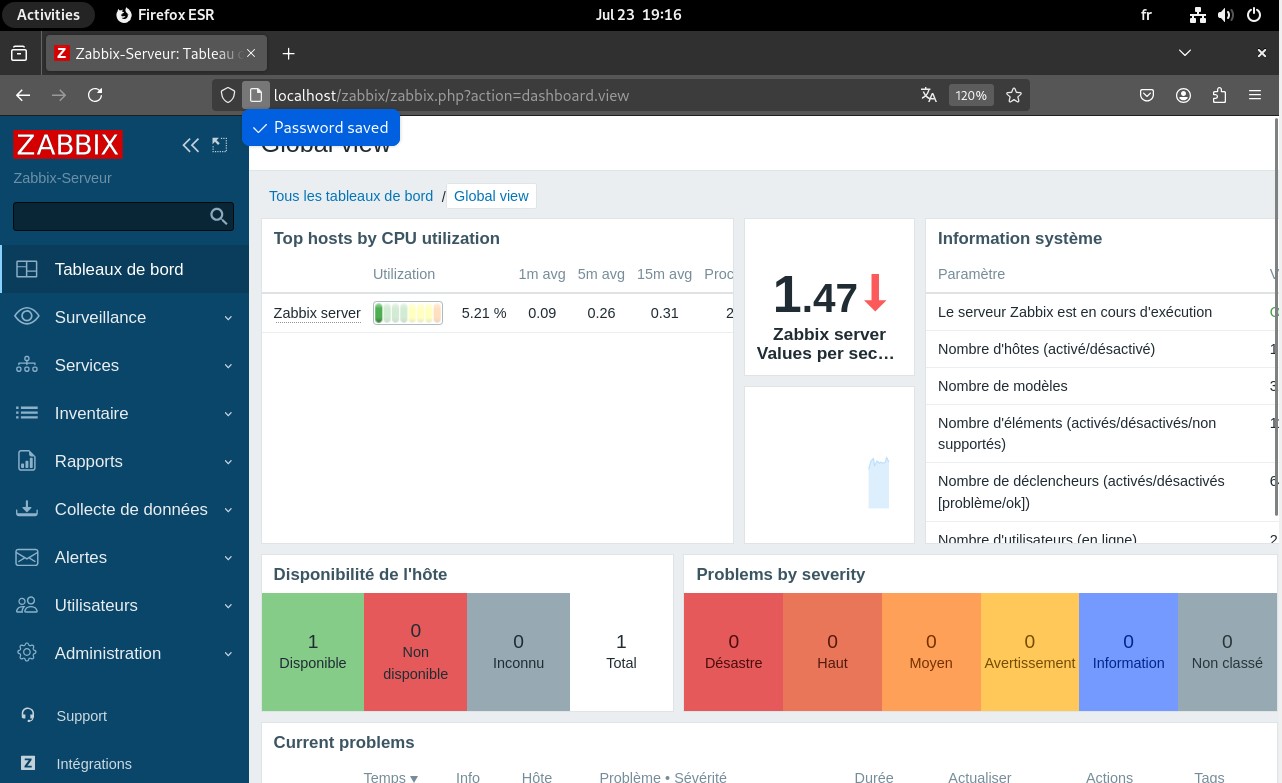 Activities
Firefox ESR
Jul 23 19:16
fr
Zabbix-Serveur: Tableau
localhost/zabbix/zabbix.php?action=dashboard.view
120%
Password saved
ZABBIX
Zabbix-Serveur
Global view
Tous les tableaux de bord / Global view
Tableaux de bord
Surveillance
Services
Inventaire
Rapports
Collecte de données
Alertes
Utilisateurs
Administration
Support
Z Intégrations
Top hosts by CPU utilization
Utilization 1m avg 5m avg 15m avg Proc
Zabbix server 5.21 % 0.09 0.26 0.31 2
1.47
Zabbix server
Values per sec…
Information système
Paramètre
Le serveur Zabbix est en cours d'exécution
Nombre d'hôtes (activé/désactivé)
Nombre de modèles
Nombre d'éléments (activés/désactivés/non
supportés)
Nombre de déclencheurs (activés/désactivés
[problème/ok])
Nombre d'utilisateurs (en ligne) 2
Disponibilité de l'hôte
1
Disponible
0
Non
disponible
0
Inconnu
1
Total
Problems by severity
0
Désastre
0
Haut
0
Moyen
0
Avertissement
0
Information
0
Non classé
Current problems
Temps ▼ Info Hôte Problème • Sévérité Durée Actualiser Actions Tags